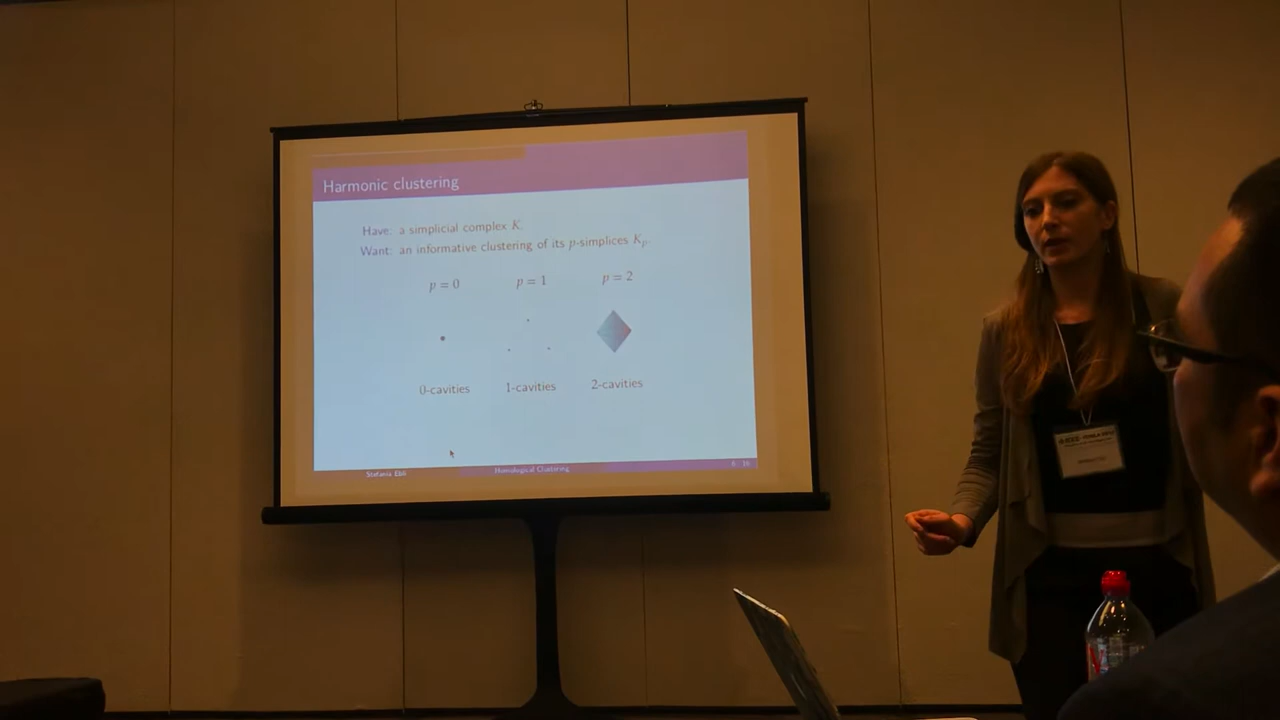 Harmonic clustering
Have: a simplicial complex K.
Want: an informative clustering of its p-simplices Kₚ.
p = 0 p = 1 p = 2
0-cavities 1-cavities 2-cavities
Stefania Ebli Homological Clustering